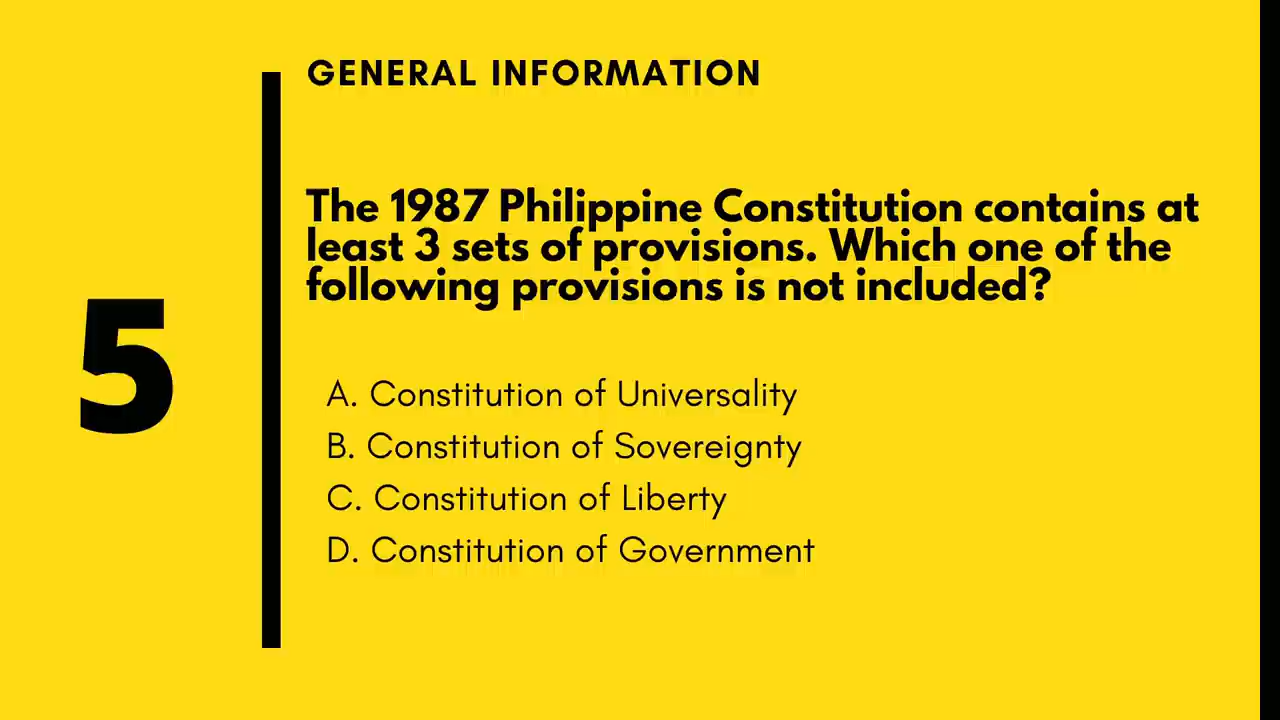 GENERAL INFORMATION
The 1987 Philippine Constitution contains at
least 3 sets of provisions. Which one of the
following provisions is not included?
5
A. Constitution of Universality
B. Constitution of Sovereignty
C. Constitution of Liberty
D. Constitution of Government